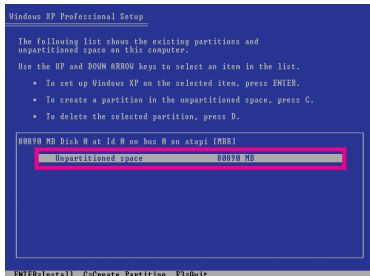 Windows XP Professional Setup
The following list shows the existing partitions and
unpartitioned space on this computer.
Use the UP and DOWN ARROW keys to select an item in the list.
• To set up Windows XP on the selected item, press ENTER.
• To create a partition in the unpartitioned space, press C.
• To delete the selected partition, press D.
80890 MB Disk 0 at Id 0 on bus 0 on atapi [MBR]
Unpartitioned space 80890 MB
ENTER=Install C=Create Partition F3=Quit